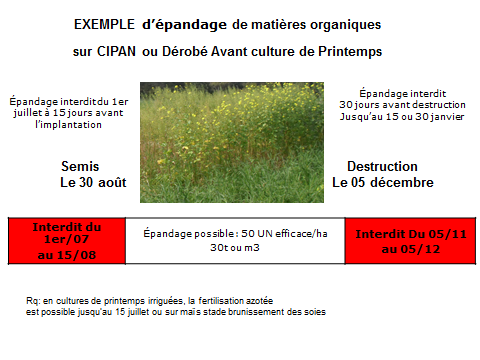 EXEMPLE d'épandage de matières organiques
sur CIPAN ou Dérobé Avant culture de Printemps
Épandage interdit du 1er
juillet à 15 jours avant
l'implantation
Épandage interdit
30 jours avant destruction
Jusqu'au 15 ou 30 janvier
Semis
Le 30 août
Destruction
Le 05 décembre
Interdit du
1er/07
au 15/08
Épandage possible : 50 UN efficace/ha
30t ou m3
Interdit Du 05/11
au 05/12
Rq: en cultures de printemps irriguées, la fertilisation azotée
est possible jusqu'au 15 juillet ou sur maïs stade brunissement des soies